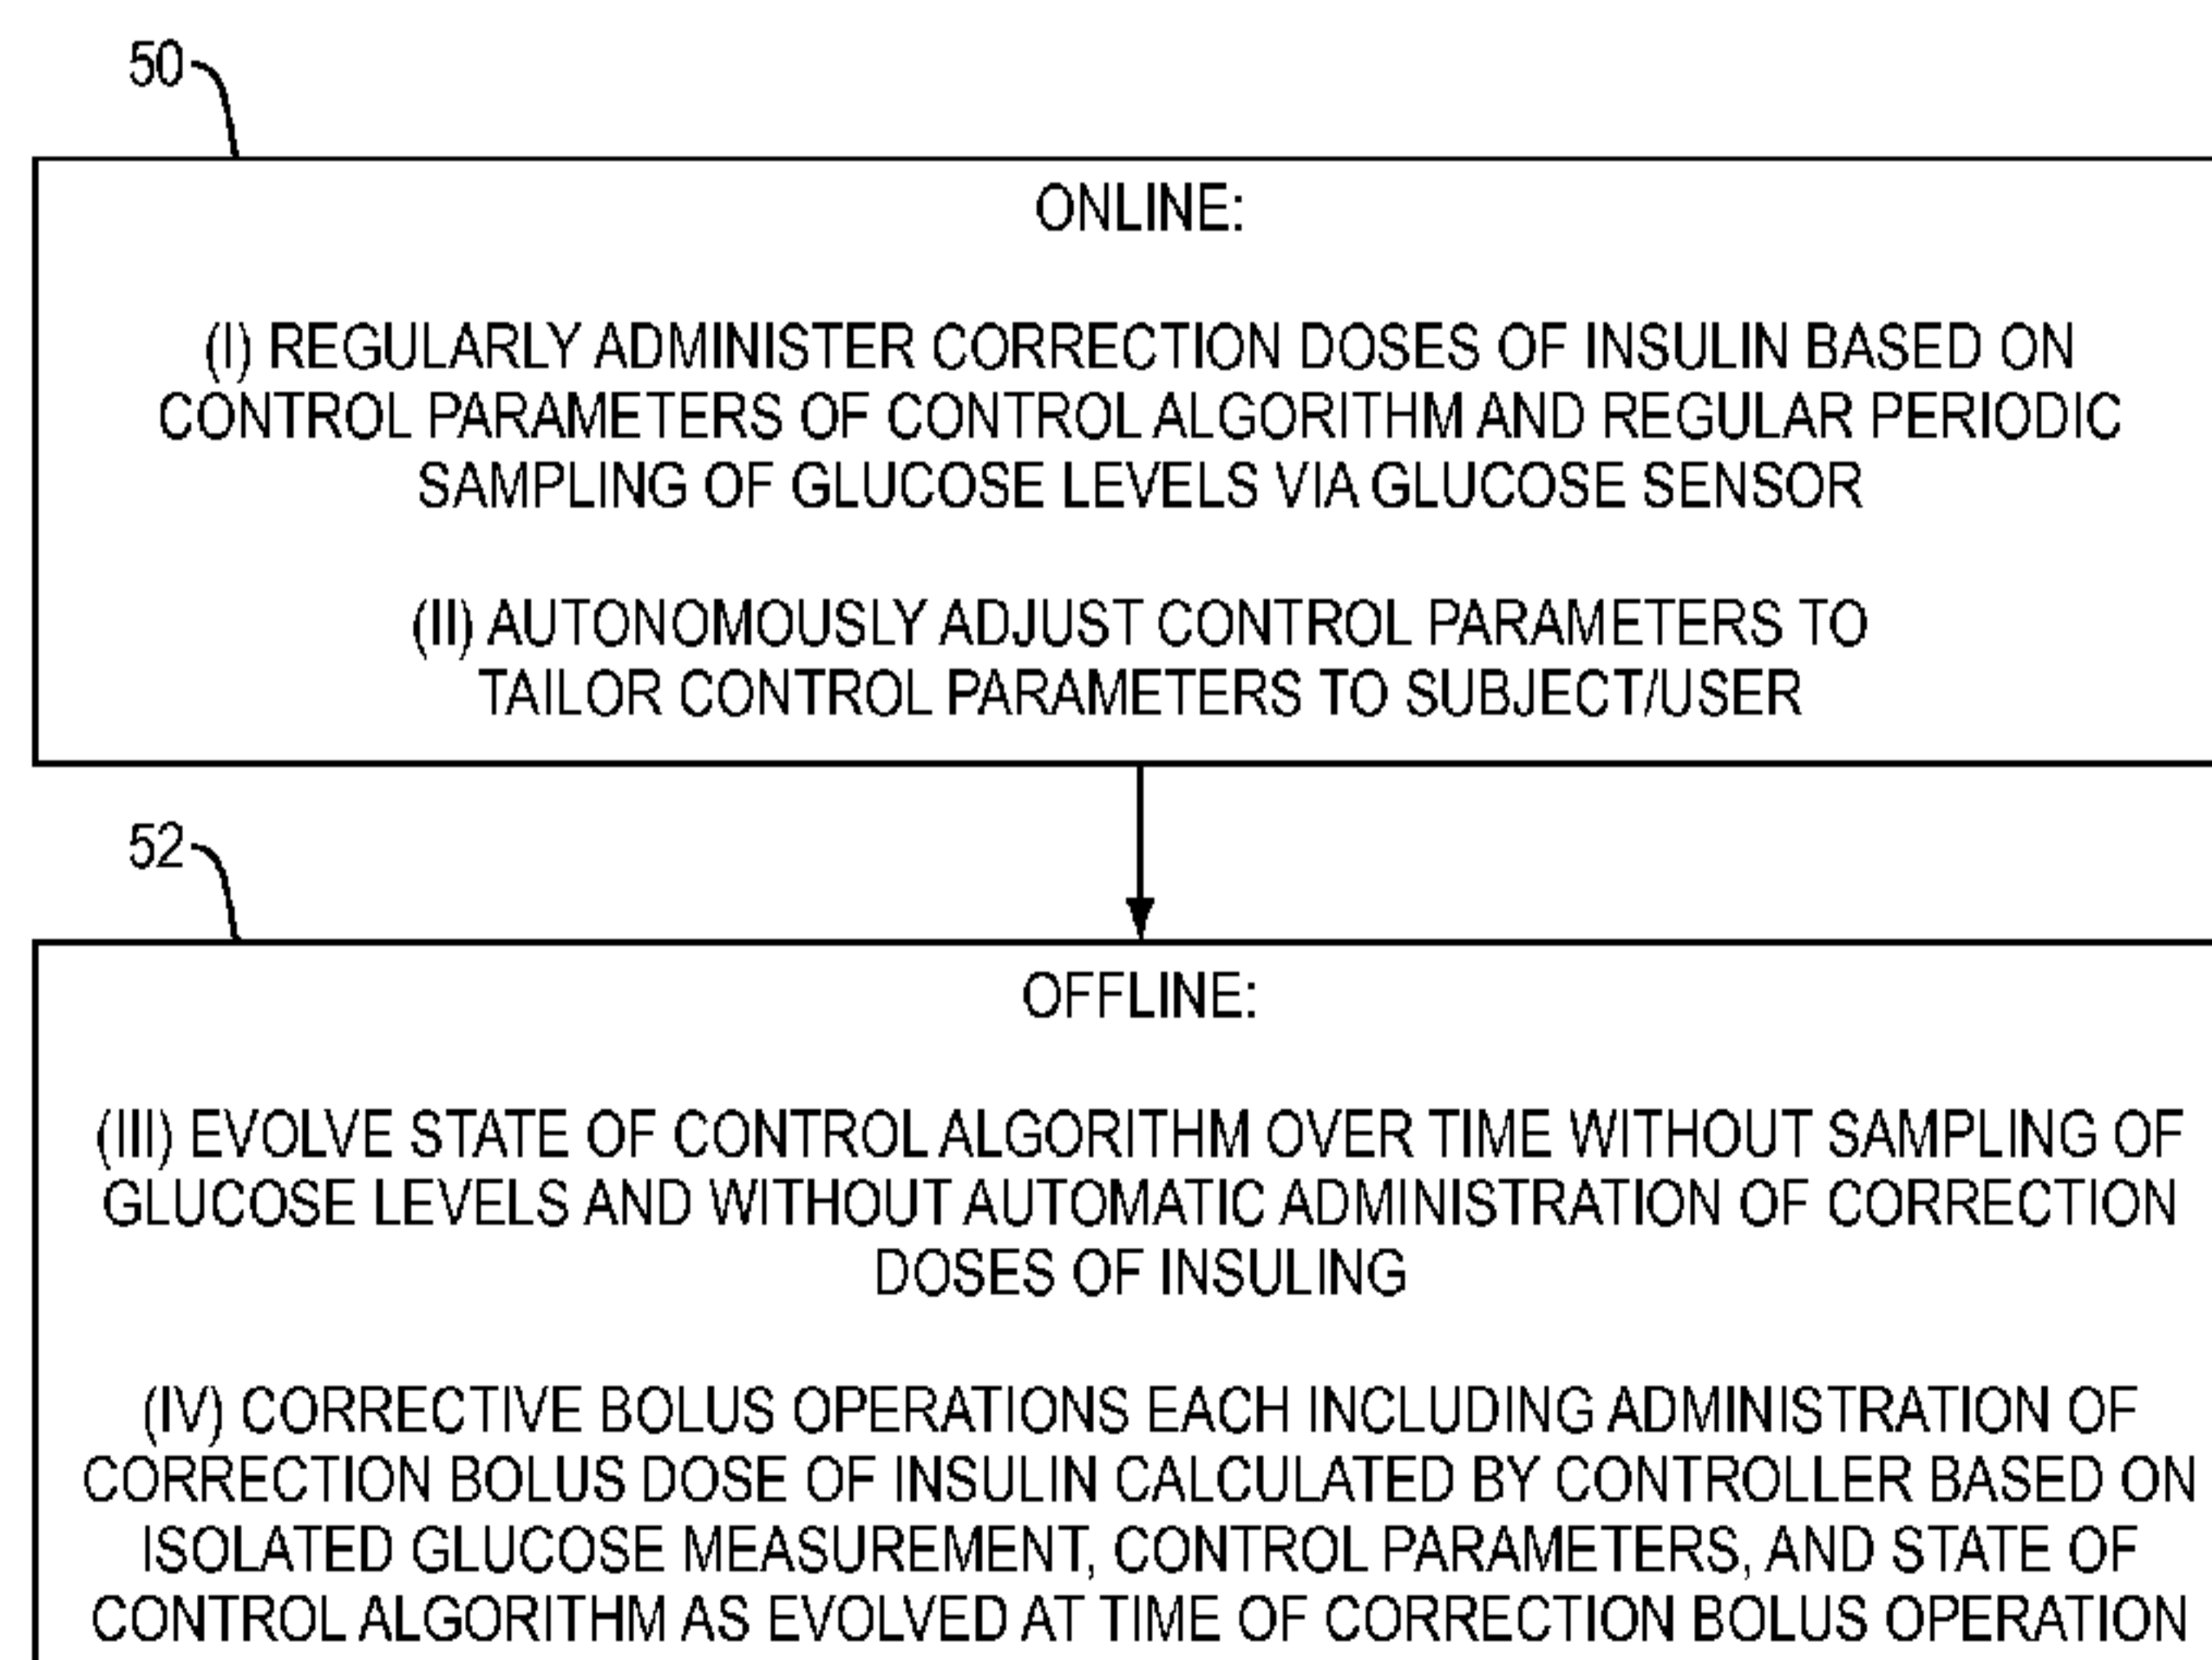 50
ONLINE:
(I) REGULARLY ADMINISTER CORRECTION DOSES OF INSULIN BASED ON
CONTROL PARAMETERS OF CONTROL ALGORITHM AND REGULAR PERIODIC
SAMPLING OF GLUCOSE LEVELS VIA GLUCOSE SENSOR
(II) AUTONOMOUSLY ADJUST CONTROL PARAMETERS TO
TAILOR CONTROL PARAMETERS TO SUBJECT/USER
52
OFFLINE:
(III) EVOLVE STATE OF CONTROL ALGORITHM OVER TIME WITHOUT SAMPLING OF
GLUCOSE LEVELS AND WITHOUT AUTOMATIC ADMINISTRATION OF CORRECTION
DOSES OF INSULING
(IV) CORRECTIVE BOLUS OPERATIONS EACH INCLUDING ADMINISTRATION OF
CORRECTION BOLUS DOSE OF INSULIN CALCULATED BY CONTROLLER BASED ON
ISOLATED GLUCOSE MEASUREMENT, CONTROL PARAMETERS, AND STATE OF
CONTROL ALGORITHM AS EVOLVED AT TIME OF CORRECTION BOLUS OPERATION